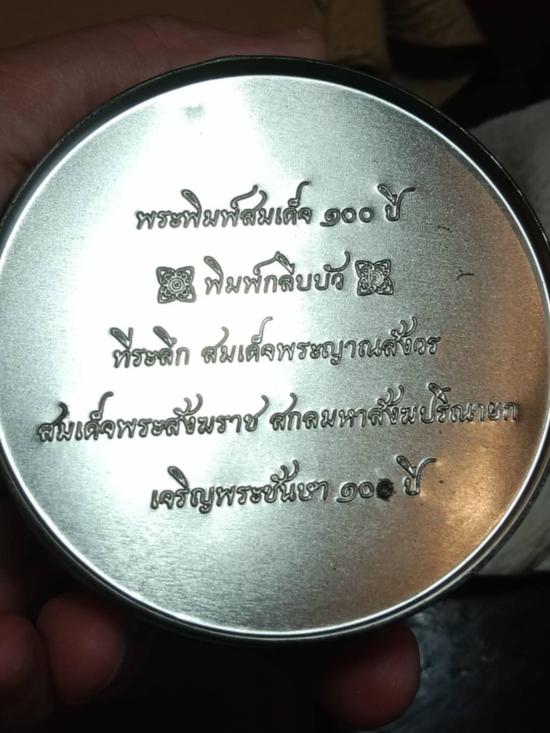 พระพิมพ์สมเด็จ ๑๐๐ ปี
พิมพ์กลีบบัว
ที่ระลึก สมเด็จพระญาณสังวร
สมเด็จพระสังฆราช สกลมหาสังฆปริณายก
เจริญพระชันษา ๑๐๐ ปี